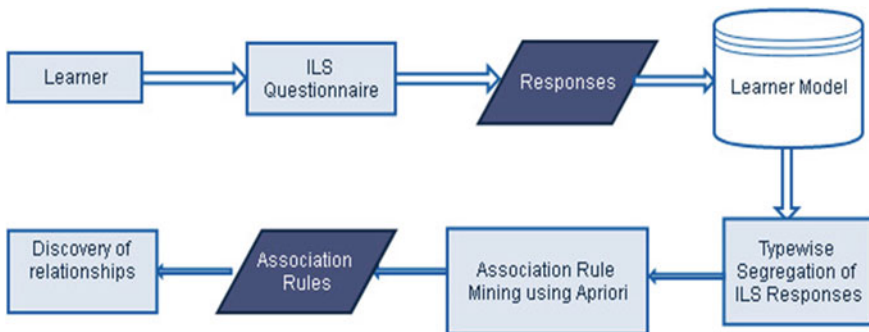 Learner
ILS
Questionnaire
Responses
Learner Model
Typewise
Segregation of
ILS Responses
Association Rule
Mining using Apriori
Association
Rules
Discovery of
relationships